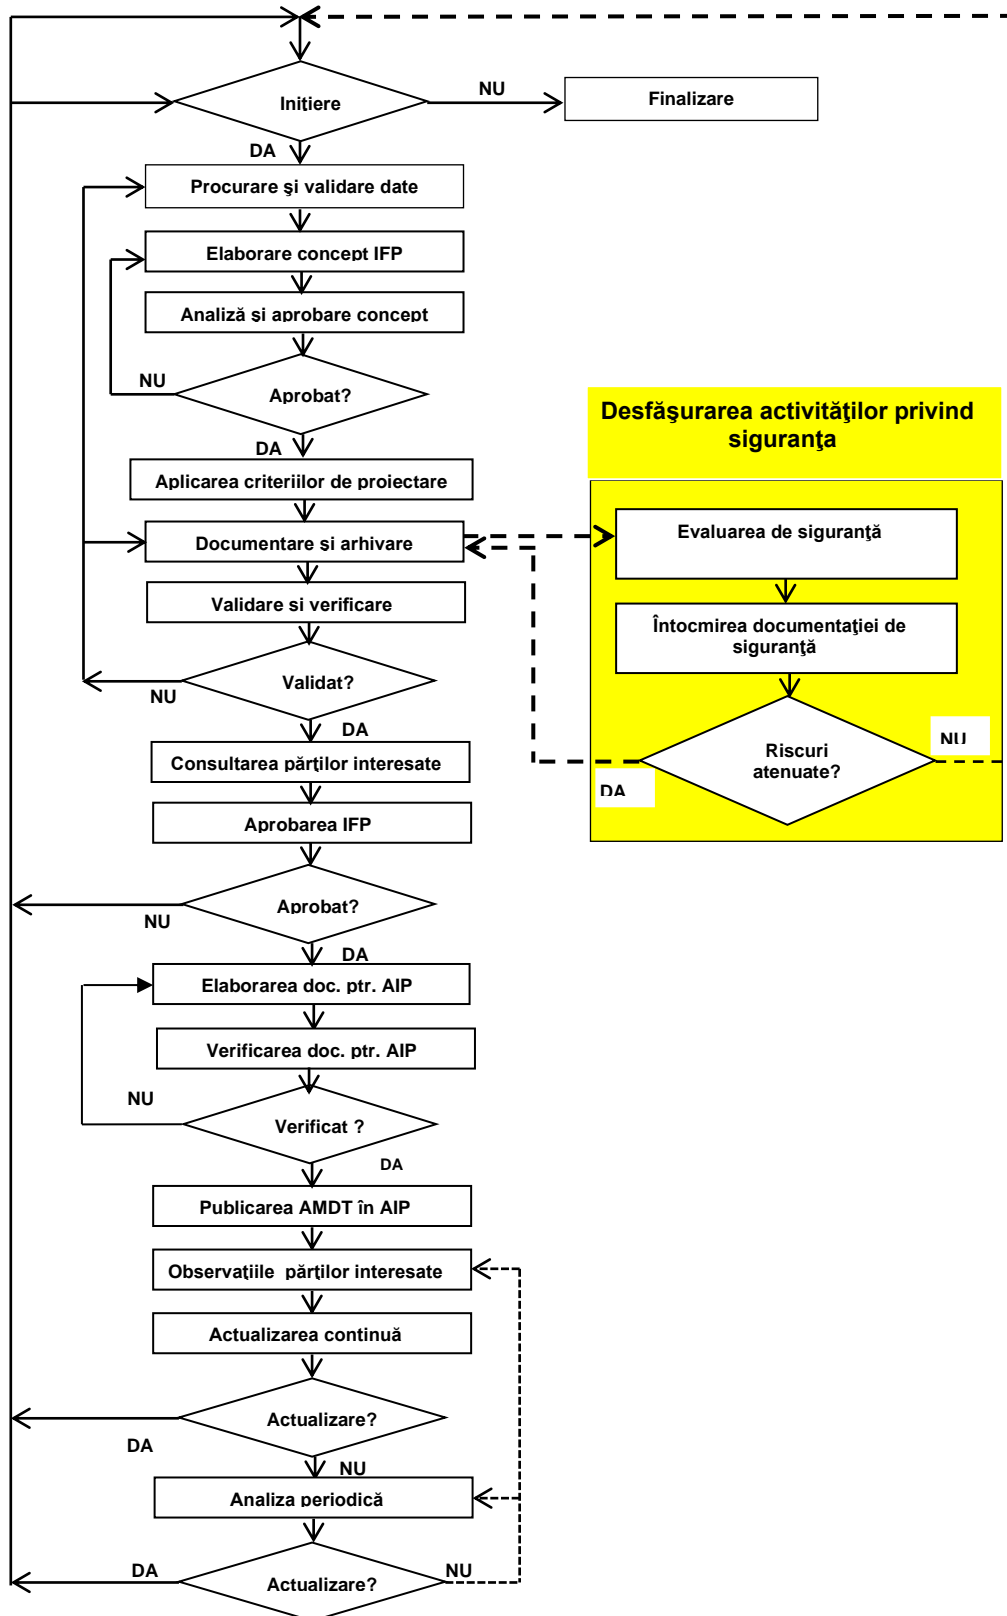 Iniţiere
NU
Finalizare
DA
Procurare şi validare date
Elaborare concept IFP
Analiză şi aprobare concept
NU
Aprobat?
DA
Aplicarea criteriilor de proiectare
Documentare şi arhivare
Validare si verificare
Validat?
NU
DA
Consultarea părţilor interesate
Aprobarea IFP
Aprobat?
NU
DA
Elaborarea doc. ptr. AIP
Verificarea doc. ptr. AIP
NU
Verificat ?
DA
Publicarea AMDT în AIP
Observaţiile părţilor interesate
Actualizarea continuă
Actualizare?
DA
NU
Analiza periodică
DA
NU
Actualizare?
Desfăşurarea activităţilor privind
siguranţa
Evaluarea de siguranţă
Întocmirea documentaţiei de
siguranţă
Riscuri
atenuate?
NU
DA